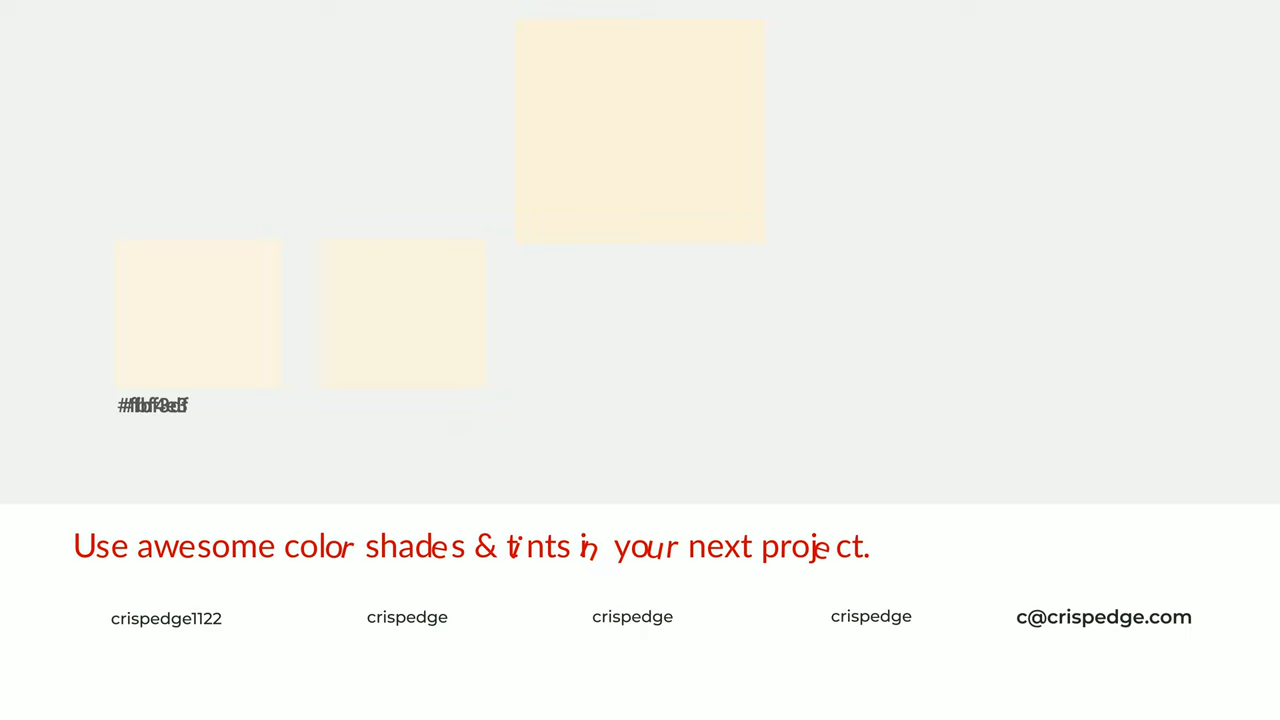 Use awesome color shades & tints in your next project.
crispedge1122 crispedge crispedge crispedge c@crispedge.com